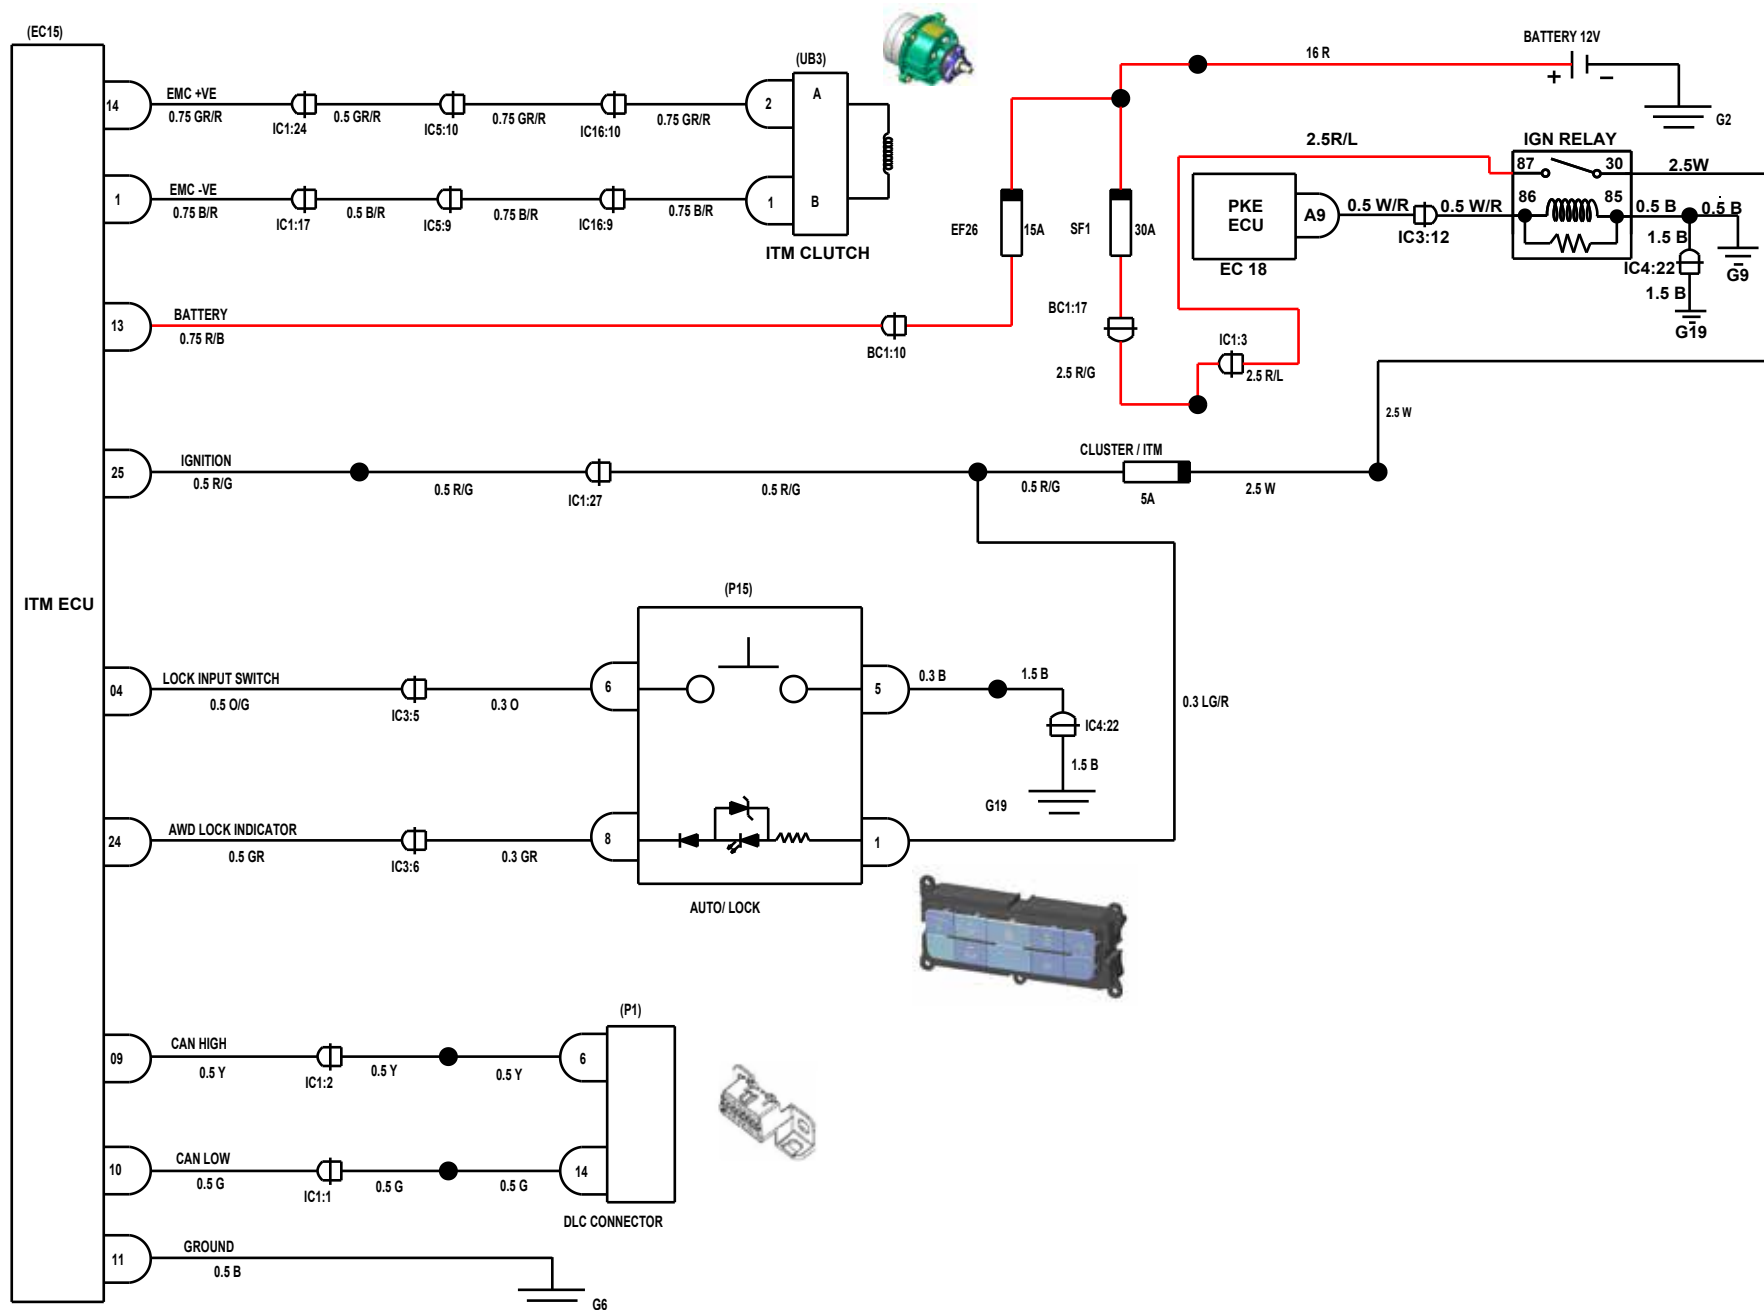 (EC15)
(UB3)
BATTERY 12V
16 R
+
–
G2
14
EMC +VE
0.75 GR/R
IC1:24
0.5 GR/R
IC5:10
0.75 GR/R
IC16:10
0.75 GR/R
2
A
1
EMC -VE
0.75 B/R
IC1:17
0.5 B/R
IC5:9
0.75 B/R
IC16:9
0.75 B/R
1
B
ITM CLUTCH
2.5R/L
IGN RELAY
87
30
2.5W
86
85
PKE
ECU
A9
0.5 W/R
0.5 W/R
IC3:12
EC 18
0.5 B
0.5 B
1.5 B
IC4:22
1.5 B
G9
G19
EF26
15A
SF1
30A
13
BATTERY
0.75 R/B
BC1:10
BC1:17
2.5 R/G
IC1:3
2.5 R/L
2.5 W
25
IGNITION
0.5 R/G
0.5 R/G
IC1:27
0.5 R/G
0.5 R/G
CLUSTER / ITM
5A
2.5 W
ITM ECU
(P15)
04
LOCK INPUT SWITCH
0.5 O/G
IC3:5
0.3 O
6
5
0.3 B
1.5 B
IC4:22
1.5 B
G19
0.3 LG/R
24
AWD LOCK INDICATOR
0.5 GR
IC3:6
0.3 GR
8
1
AUTO/ LOCK
(P1)
09
CAN HIGH
0.5 Y
IC1:2
0.5 Y
0.5 Y
6
10
CAN LOW
0.5 G
IC1:1
0.5 G
0.5 G
14
DLC CONNECTOR
11
GROUND
0.5 B
G6